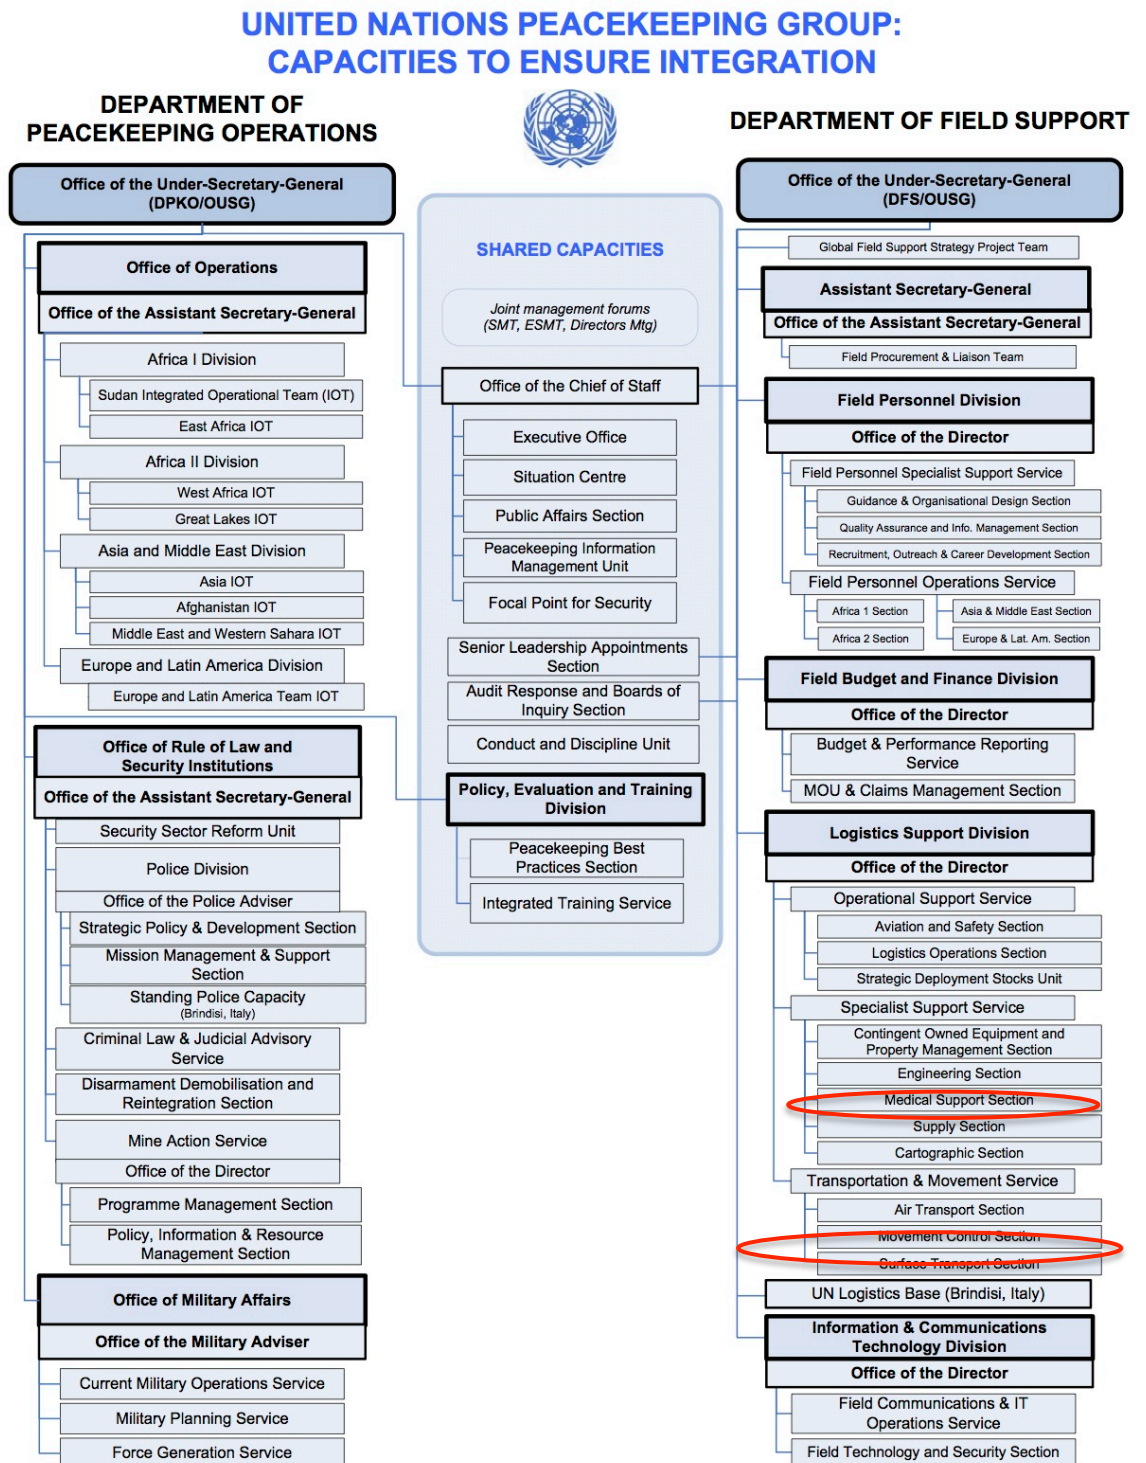 UNITED NATIONS PEACEKEEPING GROUP:
CAPACITIES TO ENSURE INTEGRATION
DEPARTMENT OF
PEACEKEEPING OPERATIONS
Office of the Under-Secretary-General
(DPKO/OUSG)
Office of Operations
Office of the Assistant Secretary-General
Africa I Division
Sudan Integrated Operational Team (IOT)
East Africa IOT
Africa II Division
West Africa IOT
Great Lakes IOT
Asia and Middle East Division
Asia IOT
Afghanistan IOT
Middle East and Western Sahara IOT
Europe and Latin America Division
Europe and Latin America Team IOT
Office of Rule of Law and
Security Institutions
Office of the Assistant Secretary-General
Security Sector Reform Unit
Police Division
Office of the Police Adviser
Strategic Policy & Development Section
Mission Management & Support
Section
Standing Police Capacity
(Brindisi, Italy)
Criminal Law & Judicial Advisory
Service
Disarmament Demobilisation and
Reintegration Section
Mine Action Service
Office of the Director
Programme Management Section
Policy, Information & Resource
Management Section
Office of Military Affairs
Office of the Military Adviser
Current Military Operations Service
Military Planning Service
Force Generation Service
SHARED CAPACITIES
Joint management forums
(SMT, ESMT, Directors Mtg)
Office of the Chief of Staff
Executive Office
Situation Centre
Public Affairs Section
Peacekeeping Information
Management Unit
Focal Point for Security
Senior Leadership Appointments
Section
Audit Response and Boards of
Inquiry Section
Conduct and Discipline Unit
Policy, Evaluation and Training
Division
Peacekeeping Best
Practices Section
Integrated Training Service
DEPARTMENT OF FIELD SUPPORT
Office of the Under-Secretary-General
(DFS/OUSG)
Global Field Support Strategy Project Team
Assistant Secretary-General
Office of the Assistant Secretary-General
Field Procurement & Liaison Team
Field Personnel Division
Office of the Director
Field Personnel Specialist Support Service
Guidance & Organisational Design Section
Quality Assurance and Info. Management Section
Recruitment, Outreach & Career Development Section
Field Personnel Operations Service
Africa 1 Section
Asia & Middle East Section
Africa 2 Section
Europe & Lat. Am. Section
Field Budget and Finance Division
Office of the Director
Budget & Performance Reporting
Service
MOU & Claims Management Section
Logistics Support Division
Office of the Director
Operational Support Service
Aviation and Safety Section
Logistics Operations Section
Strategic Deployment Stocks Unit
Specialist Support Service
Contingent Owned Equipment and
Property Management Section
Engineering Section
Medical Support Section
Supply Section
Cartographic Section
Transportation & Movement Service
Air Transport Section
Movement Control Section
Surface Transport Section
UN Logistics Base (Brindisi, Italy)
Information & Communications
Technology Division
Office of the Director
Field Communications & IT
Operations Service
Field Technology and Security Section